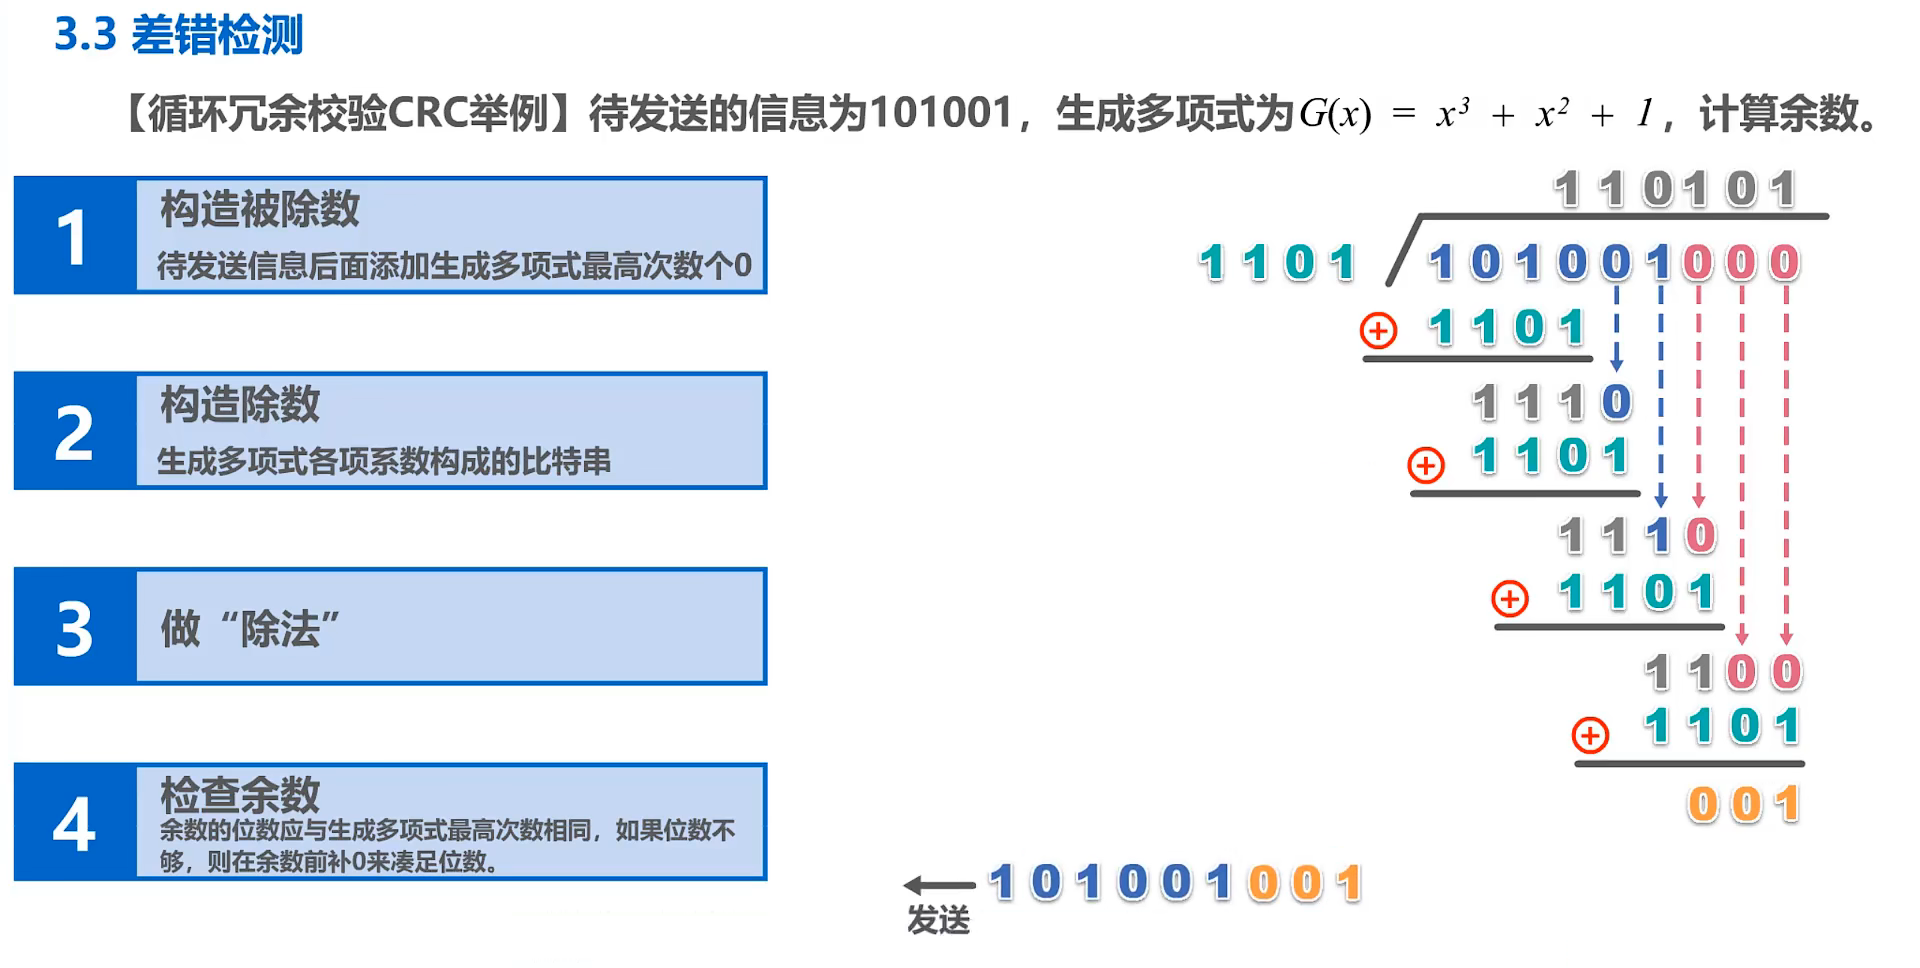 3.3 差错检测
【循环冗余校验CRC举例】待发送的信息为101001，生成多项式为G(x) = x³ + x² + 1，计算余数。
1
构造被除数
待发送信息后面添加生成多项式最高次数个0
2
构造除数
生成多项式各项系数构成的比特串
3
做“除法”
4
检查余数
余数的位数应与生成多项式最高次数相同，如果位数不
够，则在余数前补0来凑足位数。
110101
1101 101001000
⊕ 1101
1110
⊕ 1101
1110
⊕ 1101
1100
⊕ 1101
001
101001001
发送